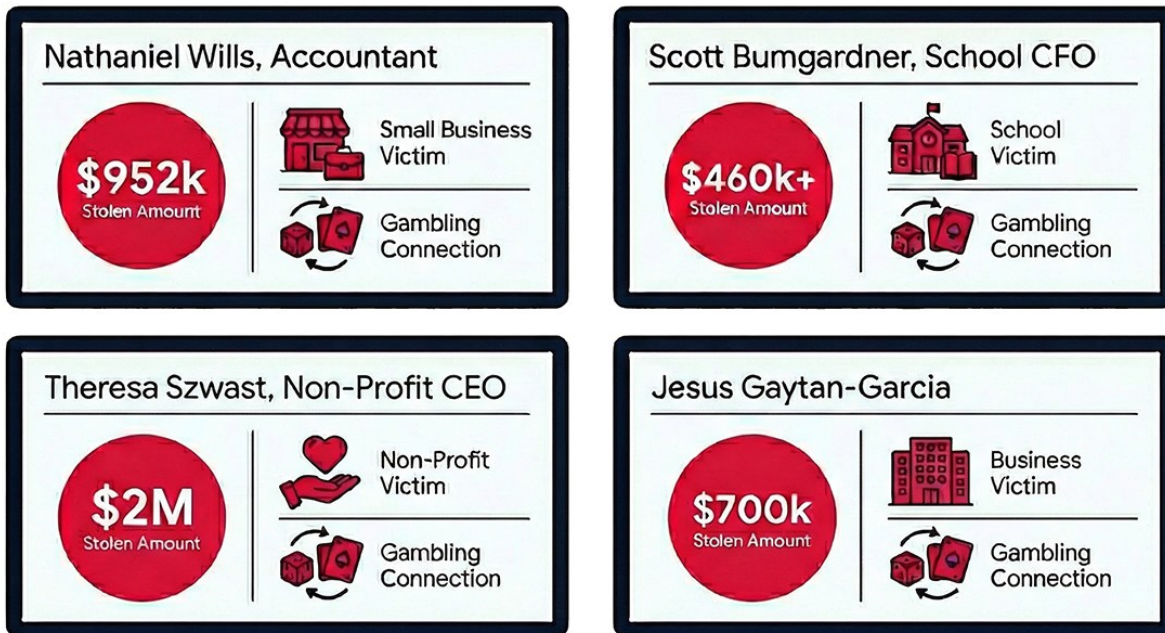 Nathaniel Wills, Accountant
$952k
Stolen Amount
Small Business
Victim
Gambling
Connection
Scott Bumgardner, School CFO
$460k+
Stolen Amount
School
Victim
Gambling
Connection
Theresa Szwast, Non-Profit CEO
$2M
Stolen Amount
Non-Profit
Victim
Gambling
Connection
Jesus Gaytan-Garcia
$700k
Stolen Amount
Business
Victim
Gambling
Connection